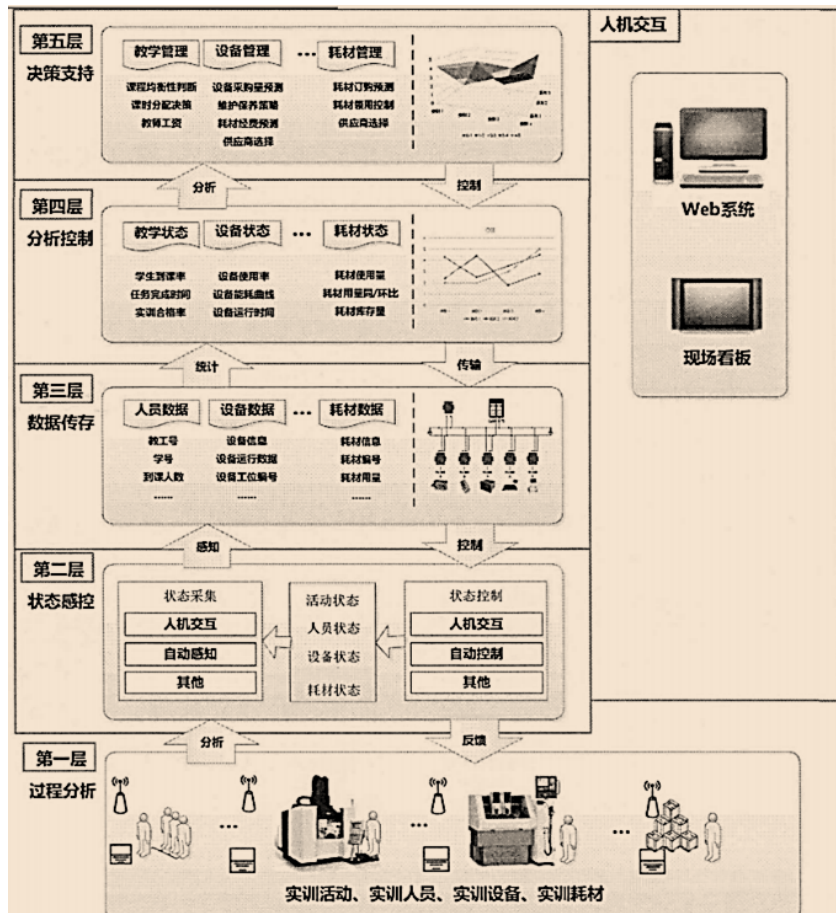 第五层
决策支持
教学管理 设备管理 ... 耗材管理
课程均衡性判断 设备采购量预测 耗材订购预测
课时分配决策 维护保养策略 耗材领用控制
教师工资 耗材经费预测 供应商选择
供应商选择
人机交互
Web系统
现场看板
分析 控制
第四层
分析控制
教学状态 设备状态 ... 耗材状态
学生到课率 设备使用率 耗材使用量
任务完成时间 设备能耗曲线 耗材用量同/环比
实训合格率 设备运行时间 耗材库存量
统计 传输
第三层
数据传存
人员数据 设备数据 ... 耗材数据
教工号 设备信息 耗材信息
学号 设备运行数据 耗材编号
到课人数 设备工位编号 耗材用量
...... ...... ......
感知 控制
第二层
状态感控
状态采集 活动状态 状态控制
人机交互 人员状态 人机交互
自动感知 设备状态 自动控制
其他 耗材状态 其他
分析 反馈
第一层
过程分析
... ... ...
实训活动、实训人员、实训设备、实训耗材